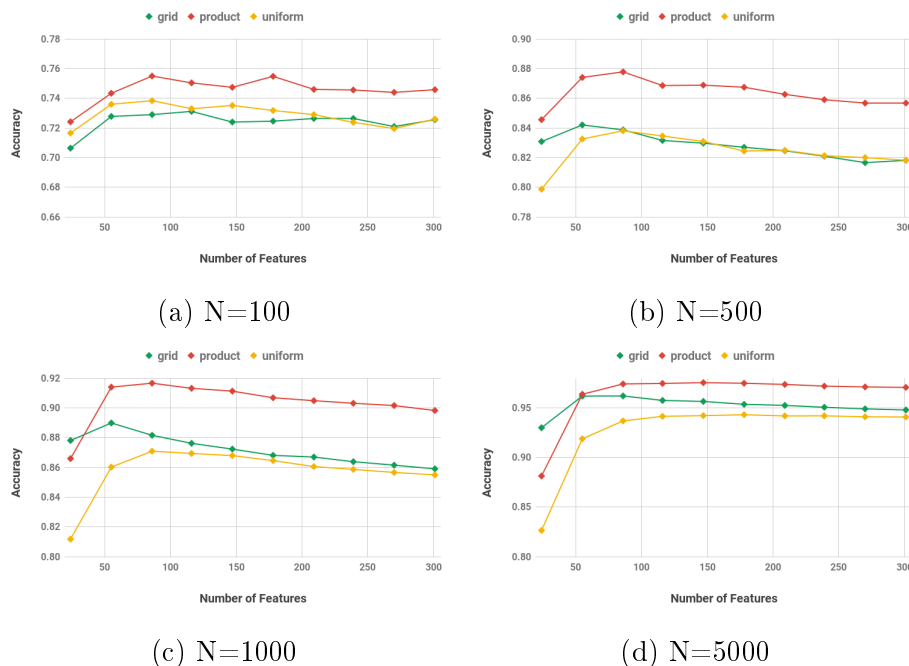 grid product uniform
0.78
0.76
0.74
0.72
0.70
0.68
0.66
Accuracy
50 100 150 200 250 300
Number of Features
(a) N=100
grid product uniform
0.90
0.88
0.86
0.84
0.82
0.80
0.78
Accuracy
50 100 150 200 250 300
Number of Features
(b) N=500
grid product uniform
0.92
0.90
0.88
0.86
0.84
0.82
0.80
Accuracy
50 100 150 200 250 300
Number of Features
(c) N=1000
grid product uniform
0.95
0.90
0.85
0.80
Accuracy
50 100 150 200 250 300
Number of Features
(d) N=5000